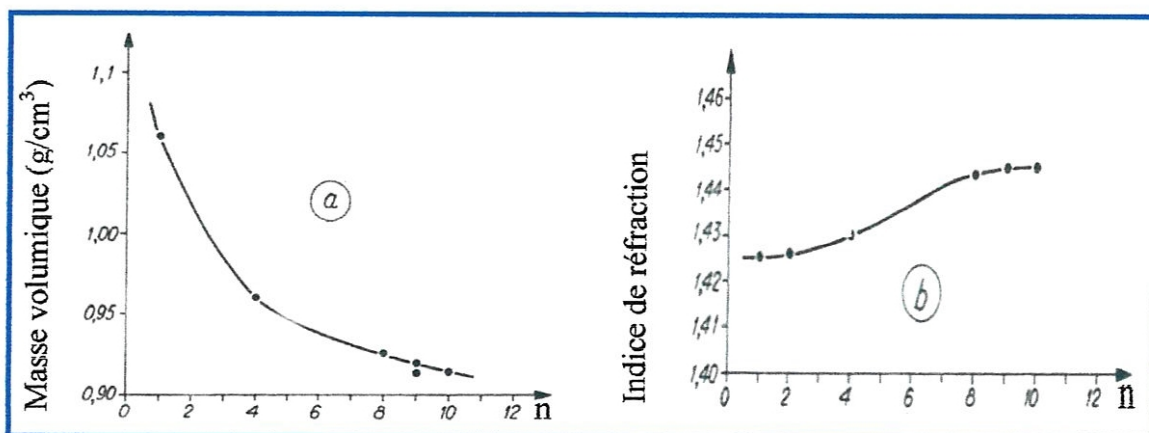 Masse volumique (g/cm³)
1,1
1,05
1,00
0,95
0,90
0 2 4 6 8 10 12 n
a
Indice de réfraction
1,46
1,45
1,44
1,43
1,42
1,41
1,40
0 2 4 6 8 10 12 n
b